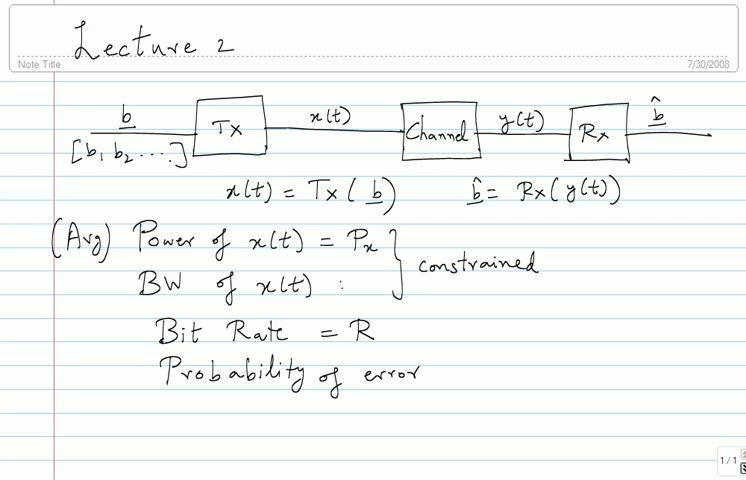 Lecture 2
Note Title 7/30/2008
b Tx x(t) Channel y(t) Rx b̂
[b₁ b₂ ....]
x(t) = Tx(b) b̂ = Rx(y(t))
(Avg) Power of x(t) = Pₓ
BW of x(t) :
} constrained
Bit Rate = R
Probability of error
1/1